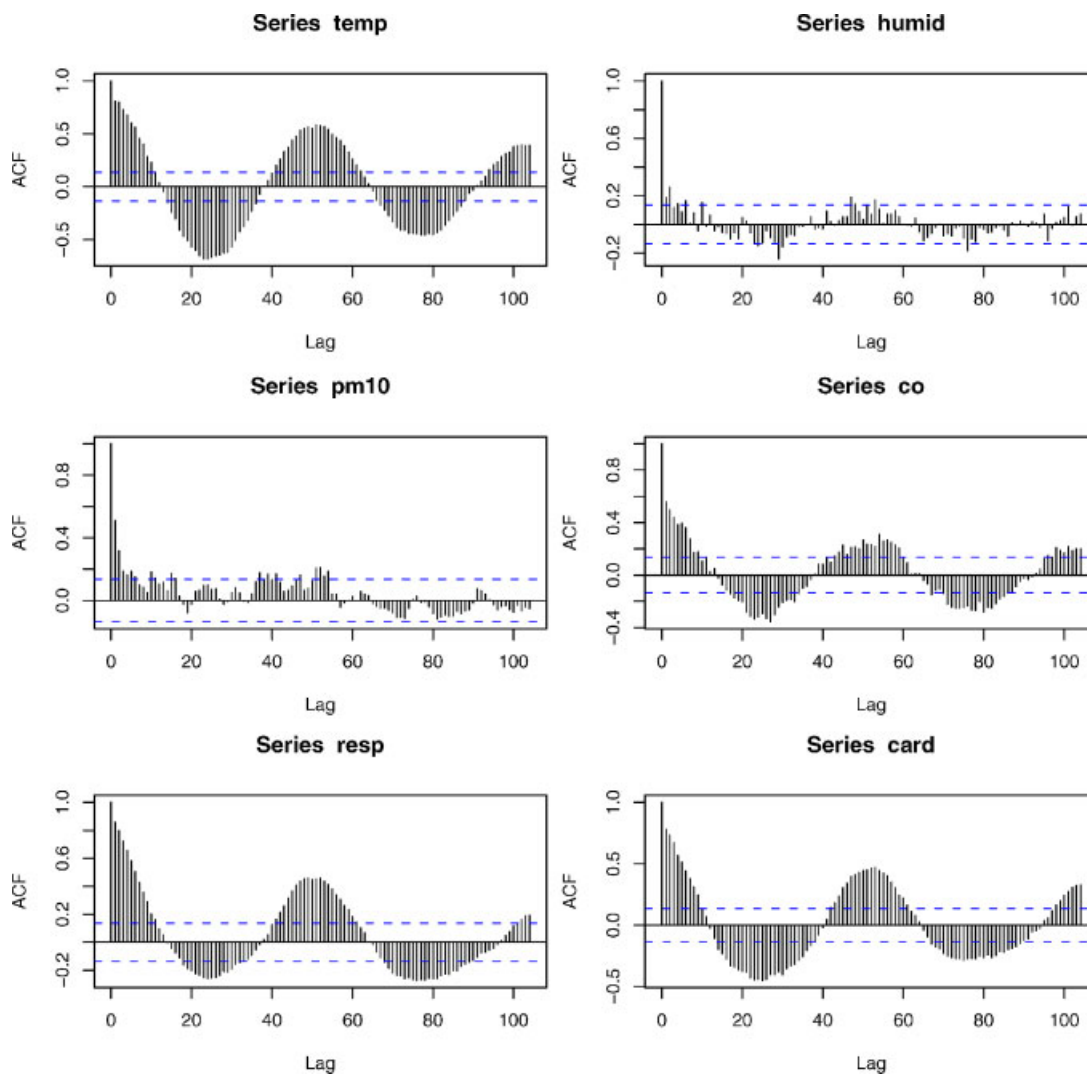 Series temp
ACF
1.0
0.5
0.0
−0.5
0 20 40 60 80 100
Lag
Series humid
ACF
1.0
0.6
0.2
−0.2
0 20 40 60 80 100
Lag
Series pm10
ACF
0.8
0.4
0.0
0 20 40 60 80 100
Lag
Series co
ACF
0.8
0.4
0.0
−0.4
0 20 40 60 80 100
Lag
Series resp
ACF
1.0
0.6
0.2
−0.2
0 20 40 60 80 100
Lag
Series card
ACF
1.0
0.5
0.0
−0.5
0 20 40 60 80 100
Lag